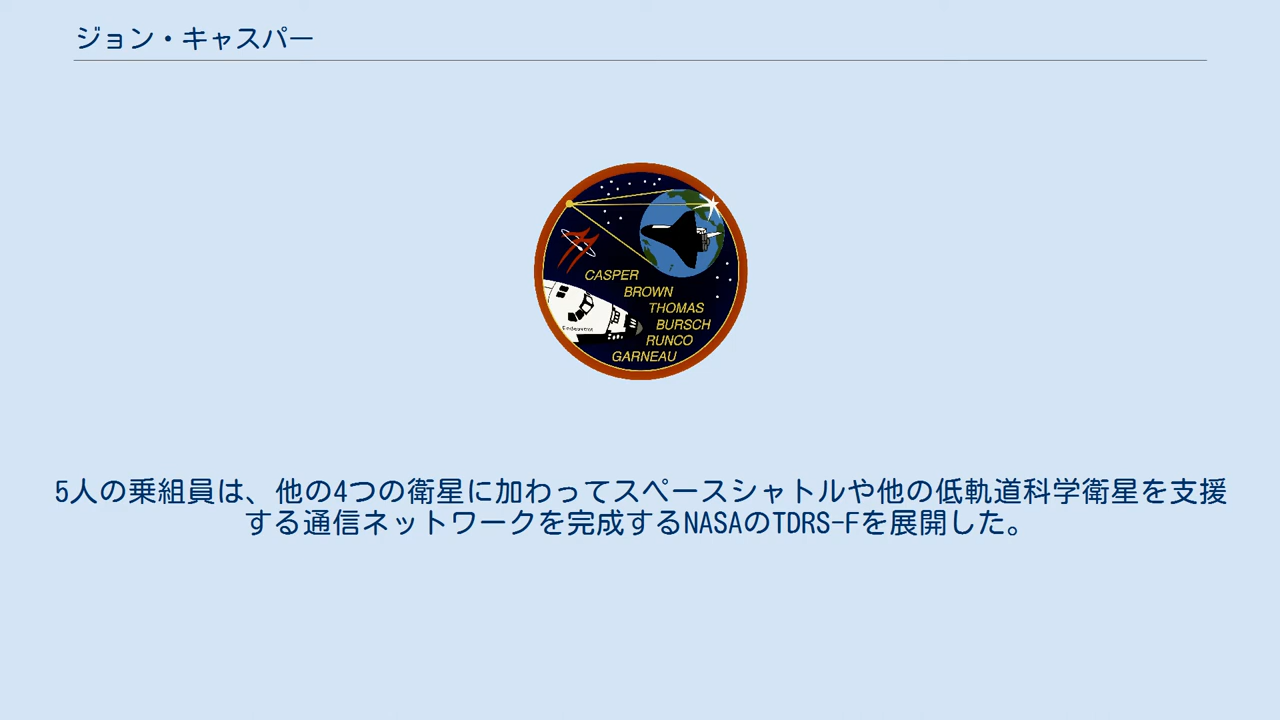 ジョン・キャスパー
CASPER
BROWN
THOMAS
BURSCH
RUNCO
GARNEAU
Endeavour
5人の乗組員は、他の4つの衛星に加わってスペースシャトルや他の低軌道科学衛星を支援
する通信ネットワークを完成するNASAのTDRS-Fを展開した。